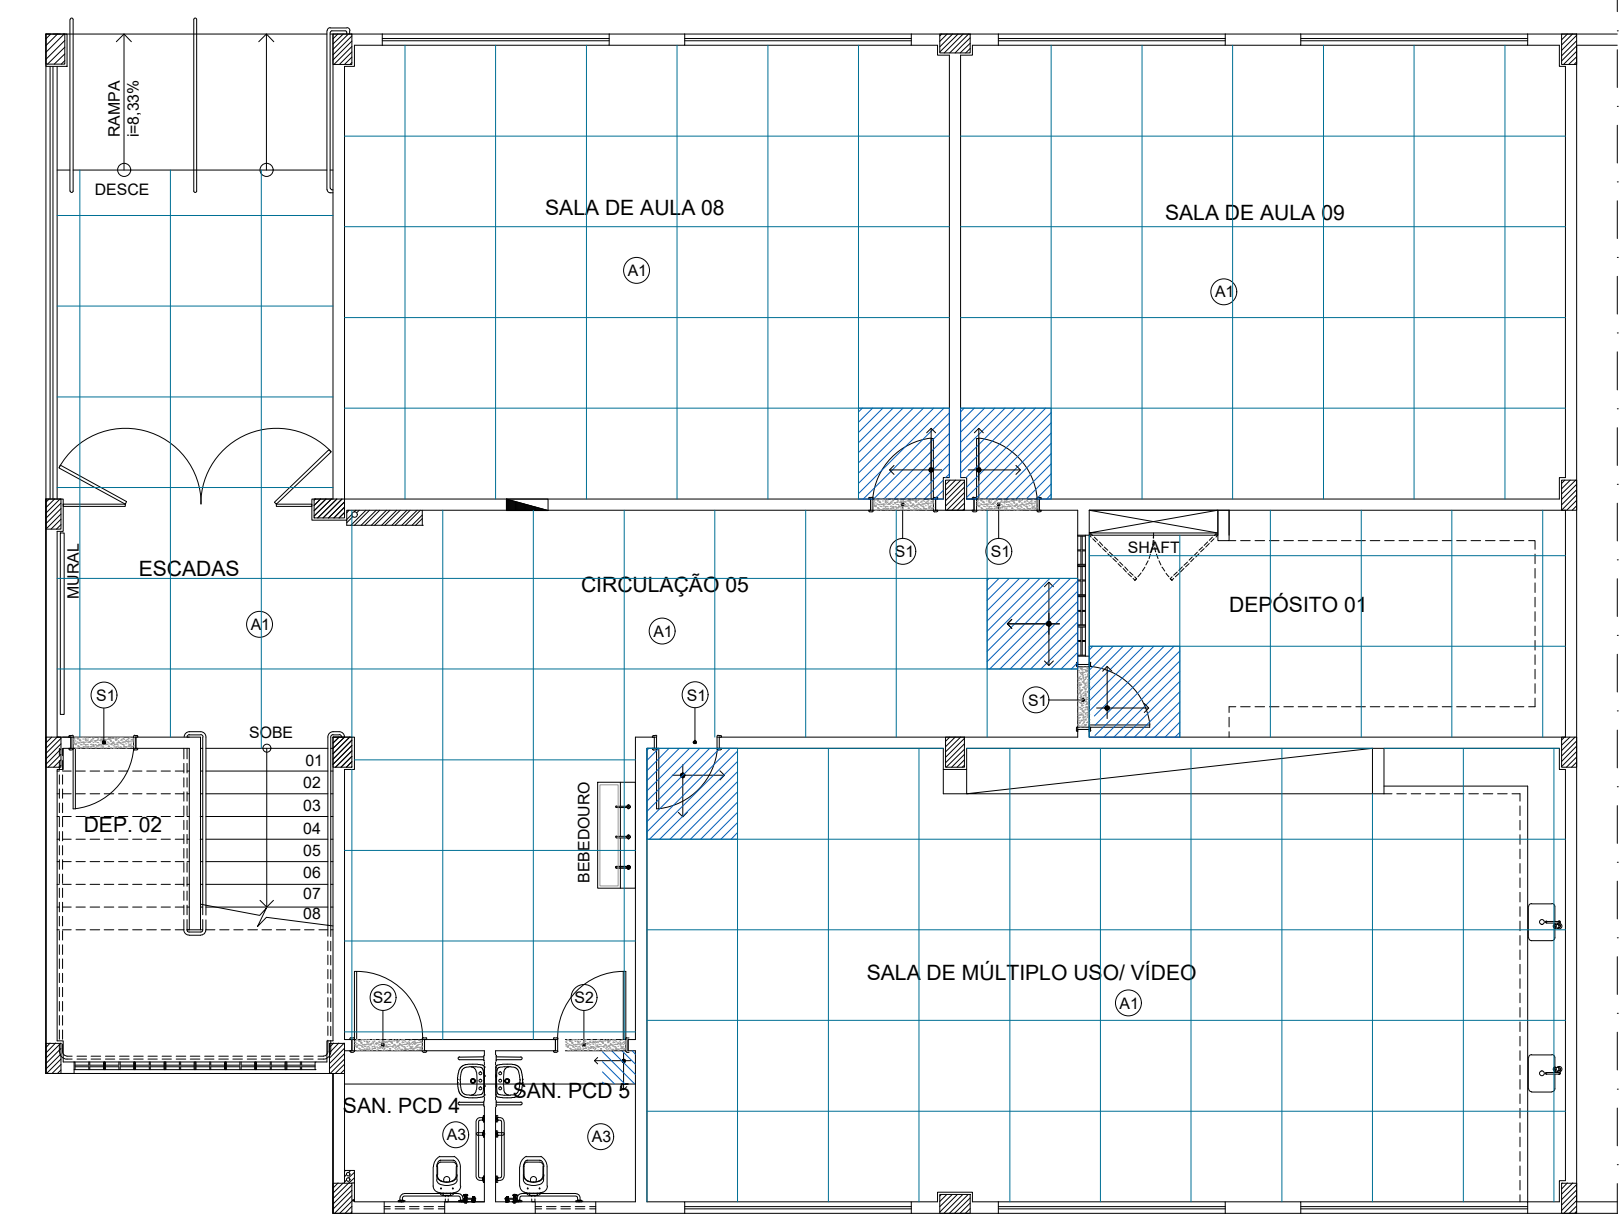 RAMPA
i=8,33%
DESCE
SALA DE AULA 08
A1
SALA DE AULA 09
A1
MURAL
ESCADAS
A1
CIRCULAÇÃO 05
A1
S1
S1
SHAFT
DEPÓSITO 01
S1
S1
S1
SOBE
01
02
03
04
05
06
07
08
DEP. 02
BEBEDOURO
S2
S2
SALA DE MÚLTIPLO USO/ VÍDEO
A1
SAN. PCD 4
A3
SAN. PCD 5
A3